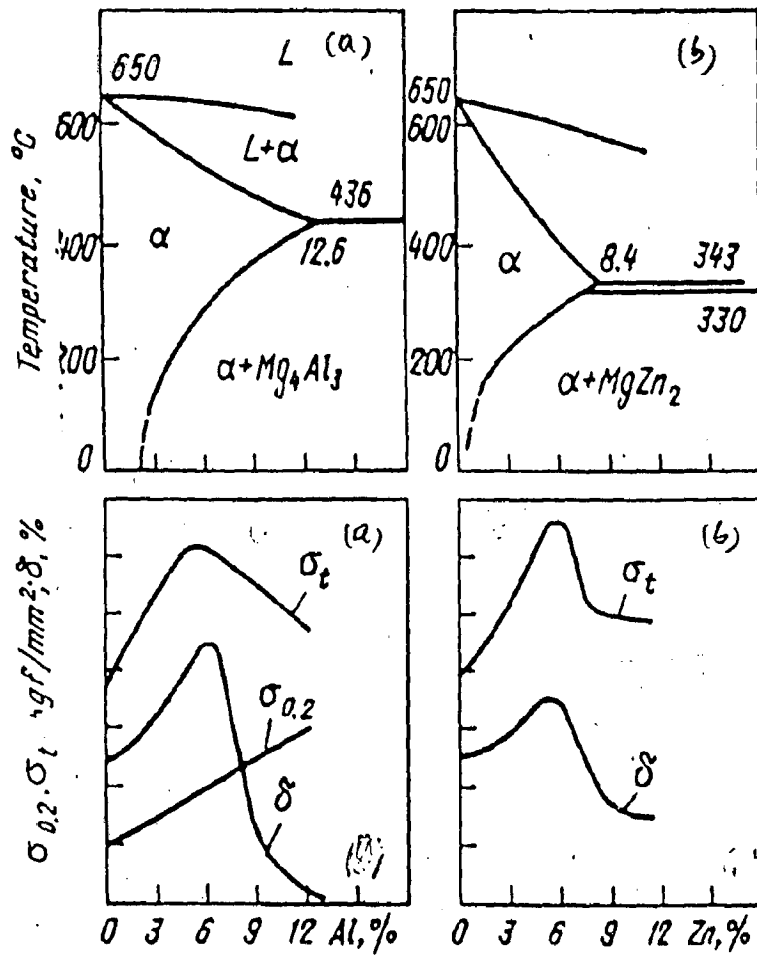 (a)
L
650
600
L+α
436
Temperature, °C
400
α
12.6
200
α+Mg₄Al₃
0
(b)
650
600
400
α
8.4
343
330
200
α+MgZn₂
0
(a)
σt
σ0.2
δ
σ0.2, σt gf/mm², δ, %
0 3 6 9 12 Al, %
(b)
σt
δ
0 3 6 9 12 Zn, %